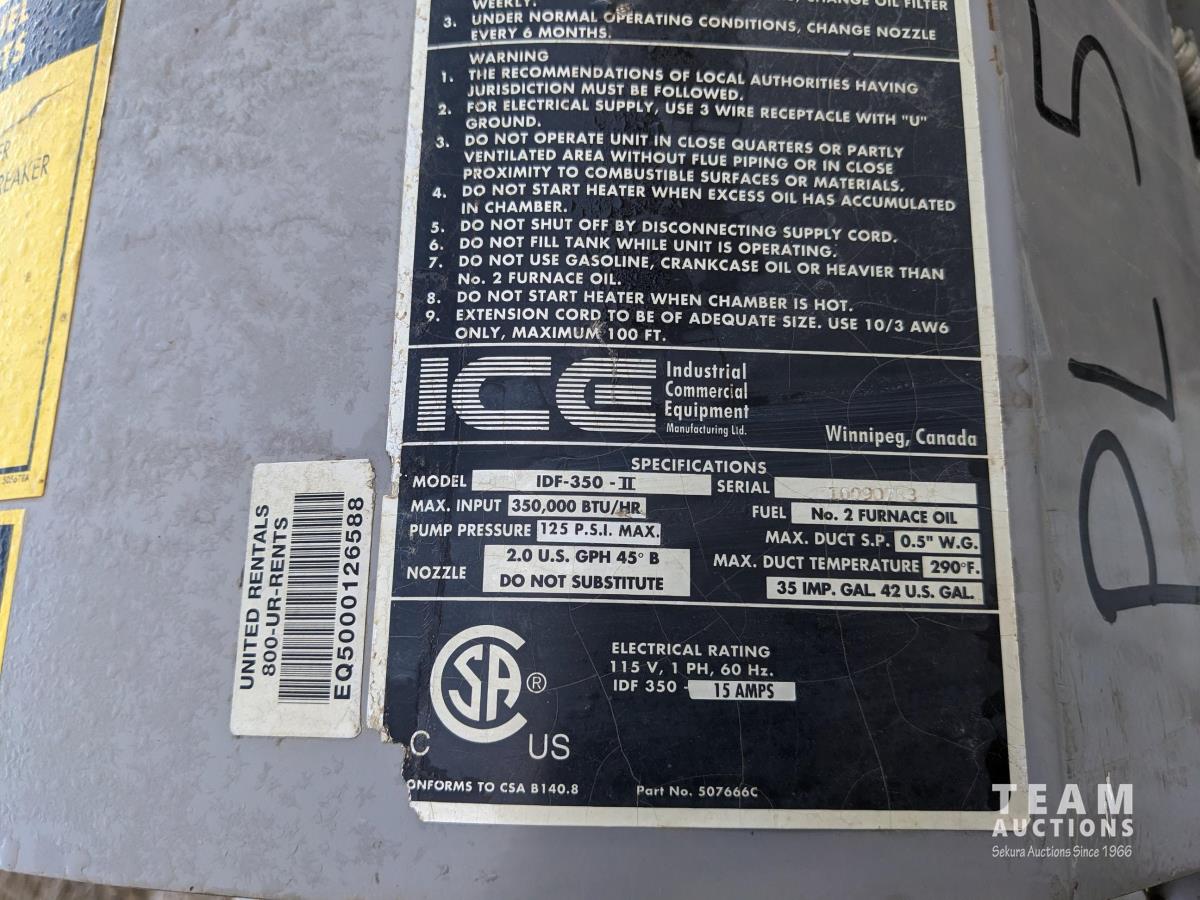 WEEKLY.
CHANGE OIL FILTER
3. UNDER NORMAL OPERATING CONDITIONS, CHANGE NOZZLE
EVERY 6 MONTHS.
WARNING
1. THE RECOMMENDATIONS OF LOCAL AUTHORITIES HAVING
JURISDICTION MUST BE FOLLOWED.
2. FOR ELECTRICAL SUPPLY, USE 3 WIRE RECEPTACLE WITH "U"
GROUND.
3. DO NOT OPERATE UNIT IN CLOSE QUARTERS OR PARTLY
VENTILATED AREA WITHOUT FLUE PIPING OR IN CLOSE
PROXIMITY TO COMBUSTIBLE SURFACES OR MATERIALS.
4. DO NOT START HEATER WHEN EXCESS OIL HAS ACCUMULATED
IN CHAMBER.
5. DO NOT SHUT OFF BY DISCONNECTING SUPPLY CORD.
6. DO NOT FILL TANK WHILE UNIT IS OPERATING.
7. DO NOT USE GASOLINE, CRANKCASE OIL OR HEAVIER THAN
No. 2 FURNACE OIL.
8. DO NOT START HEATER WHEN CHAMBER IS HOT.
9. EXTENSION CORD TO BE OF ADEQUATE SIZE. USE 10/3 AW6
ONLY, MAXIMUM 100 FT.
ICE
Industrial
Commercial
Equipment
Manufacturing Ltd.
Winnipeg, Canada
SPECIFICATIONS
MODEL IDF-350 - II SERIAL
MAX. INPUT 350,000 BTU/HR FUEL No. 2 FURNACE OIL
PUMP PRESSURE 125 P.S.I. MAX. MAX. DUCT S.P. 0.5" W.G.
NOZZLE 2.0 U.S. GPH 45° B MAX. DUCT TEMPERATURE 290°F.
DO NOT SUBSTITUTE 35 IMP. GAL. 42 U.S. GAL.
CSA ®
C US
ELECTRICAL RATING
115 V, 1 PH, 60 Hz.
IDF 350 - 15 AMPS
ONFORMS TO CSA B140.8 Part No. 507666C
UNITED RENTALS
800-UR-RENTS
EQ5000126588
REAKER
50567EA
PL 5
TEAM
AUCTIONS
Sekura Auctions Since 1966